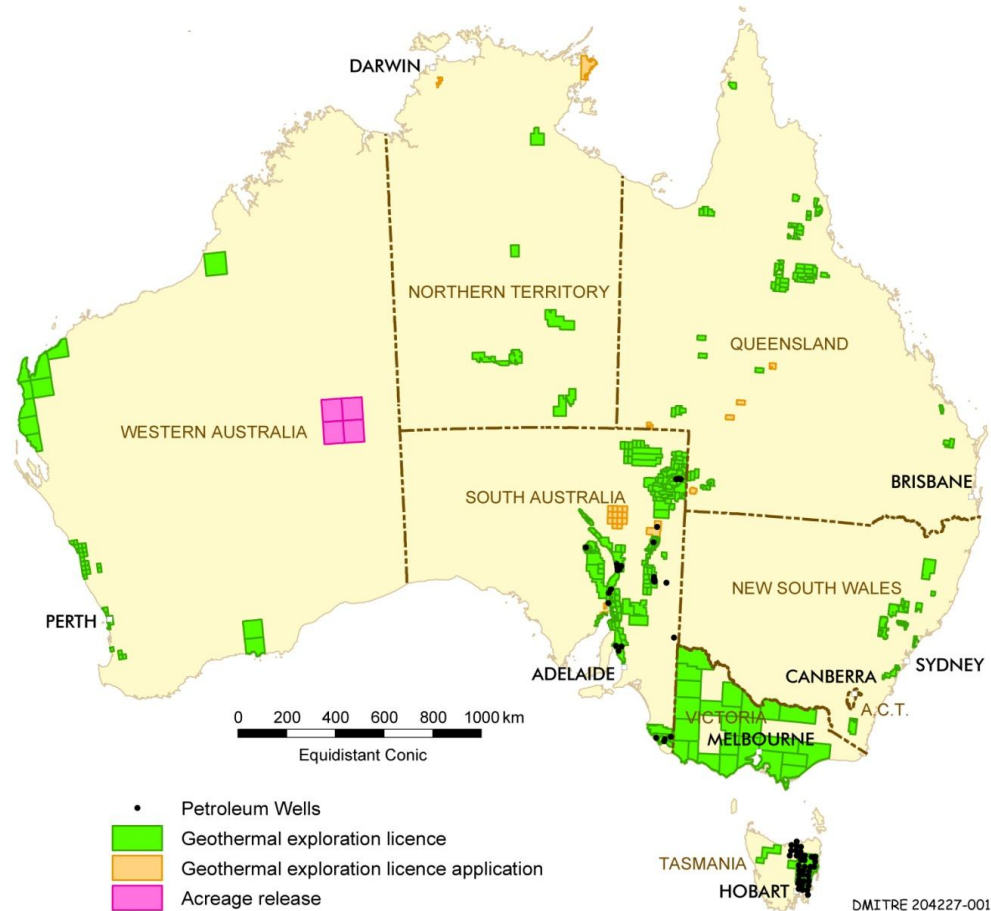 DARWIN
NORTHERN TERRITORY
QUEENSLAND
WESTERN AUSTRALIA
SOUTH AUSTRALIA
BRISBANE
NEW SOUTH WALES
PERTH
ADELAIDE
CANBERRA
SYDNEY
A.C.T.
VICTORIA
MELBOURNE
0 200 400 600 800 1000 km
Equidistant Conic
Petroleum Wells
Geothermal exploration licence
Geothermal exploration licence application
Acreage release
TASMANIA
HOBART
DMITRE 204227-001